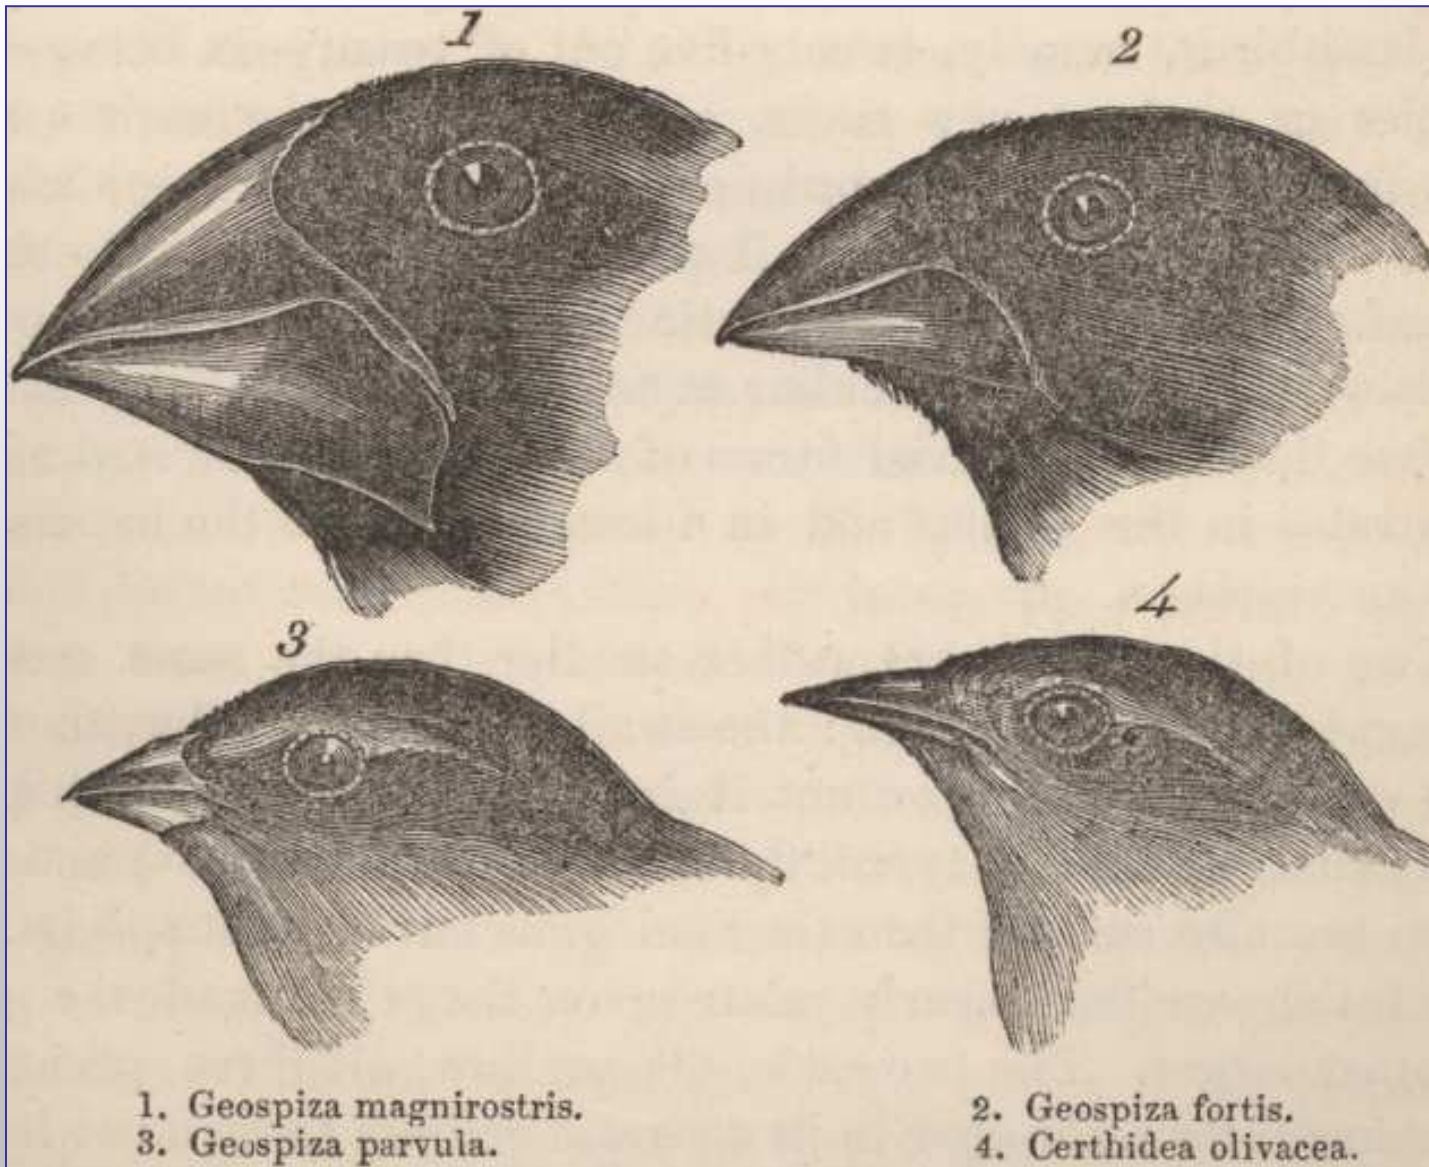 1
2
3
4
1. Geospiza magnirostris.
2. Geospiza fortis.
3. Geospiza parvula.
4. Certhidea olivacea.